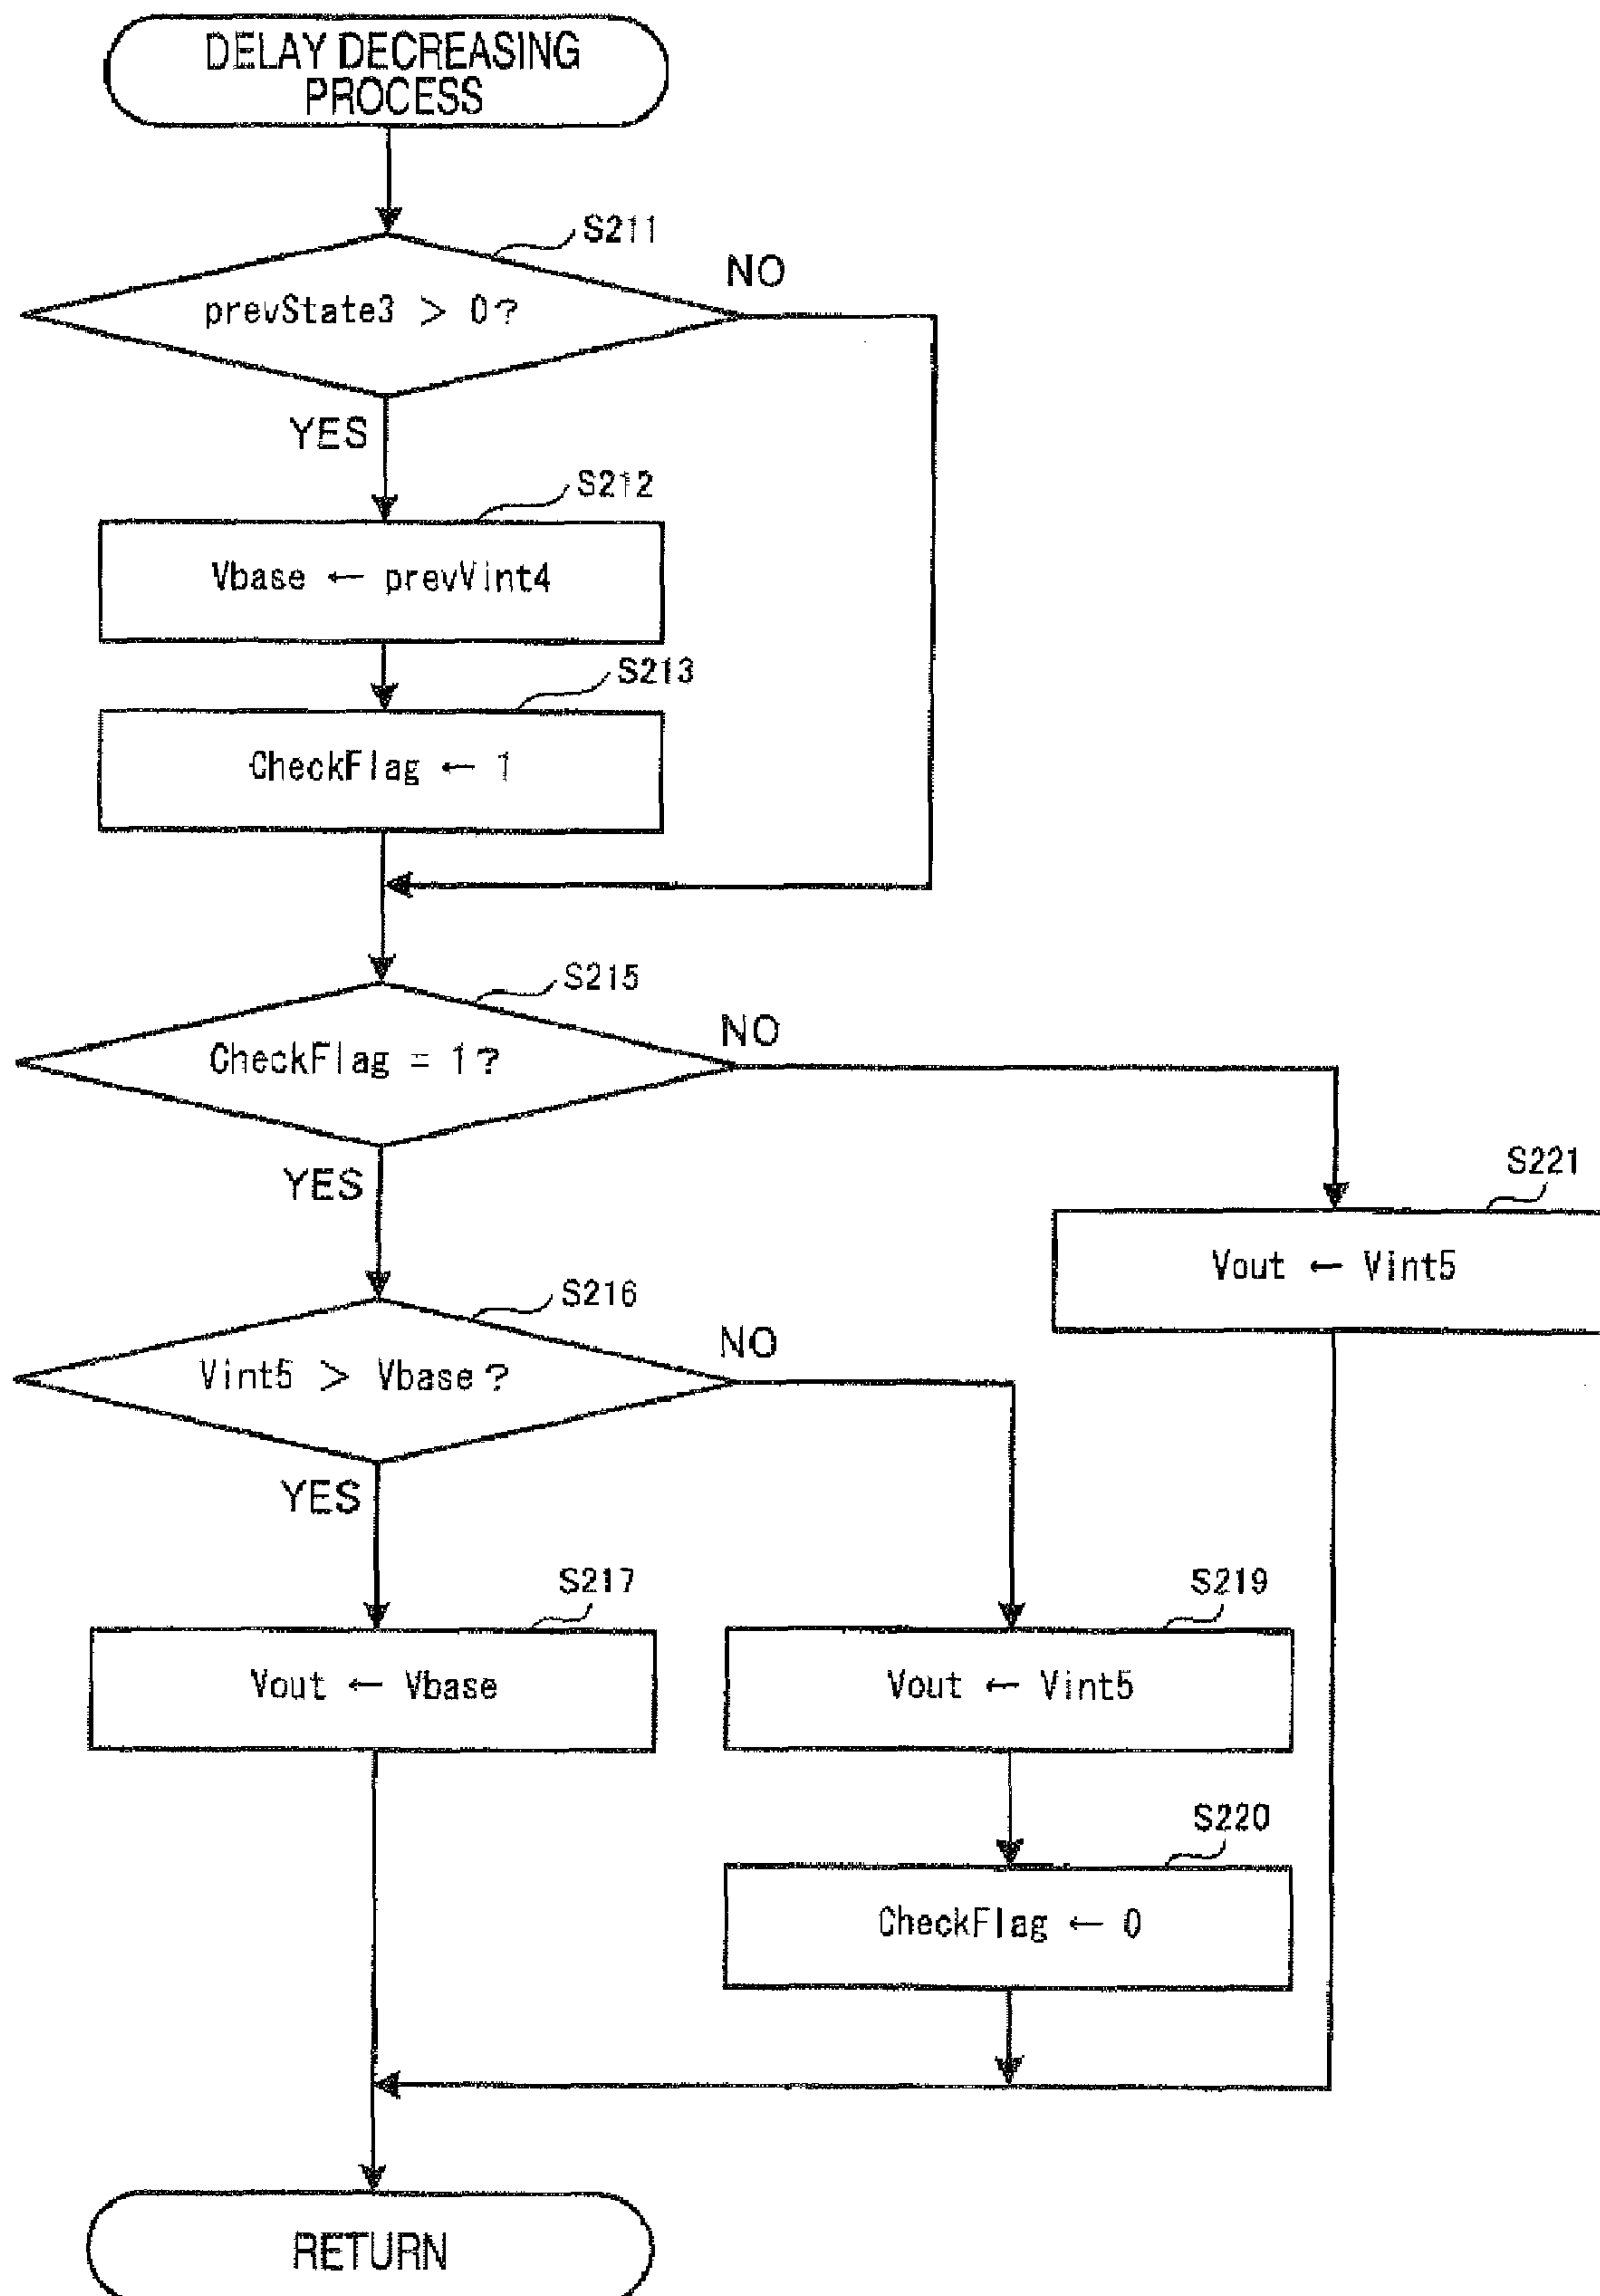 DELAY DECREASING
PROCESS
S211
prevState3 > 0?
NO
YES
S212
Vbase ← prevVint4
S213
CheckFlag ← 1
S215
CheckFlag = 1?
NO
YES
S221
Vout ← Vint5
S216
Vint5 > Vbase?
NO
YES
S217
Vout ← Vbase
S219
Vout ← Vint5
S220
CheckFlag ← 0
RETURN